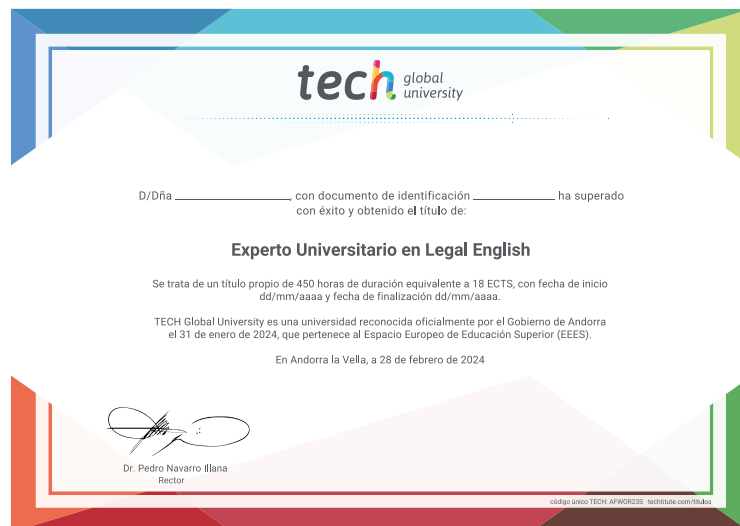 tech global university
D/Dña ____________________, con documento de identificación ______________ ha superado
con éxito y obtenido el título de:
Experto Universitario en Legal English
Se trata de un título propio de 450 horas de duración equivalente a 18 ECTS, con fecha de inicio
dd/mm/aaaa y fecha de finalización dd/mm/aaaa.
TECH Global University es una universidad reconocida oficialmente por el Gobierno de Andorra
el 31 de enero de 2024, que pertenece al Espacio Europeo de Educación Superior (EEES).
En Andorra la Vella, a 28 de febrero de 2024
Dr. Pedro Navarro Illana
Rector
código único TECH: AFWOR23S techtitute.com/titulos